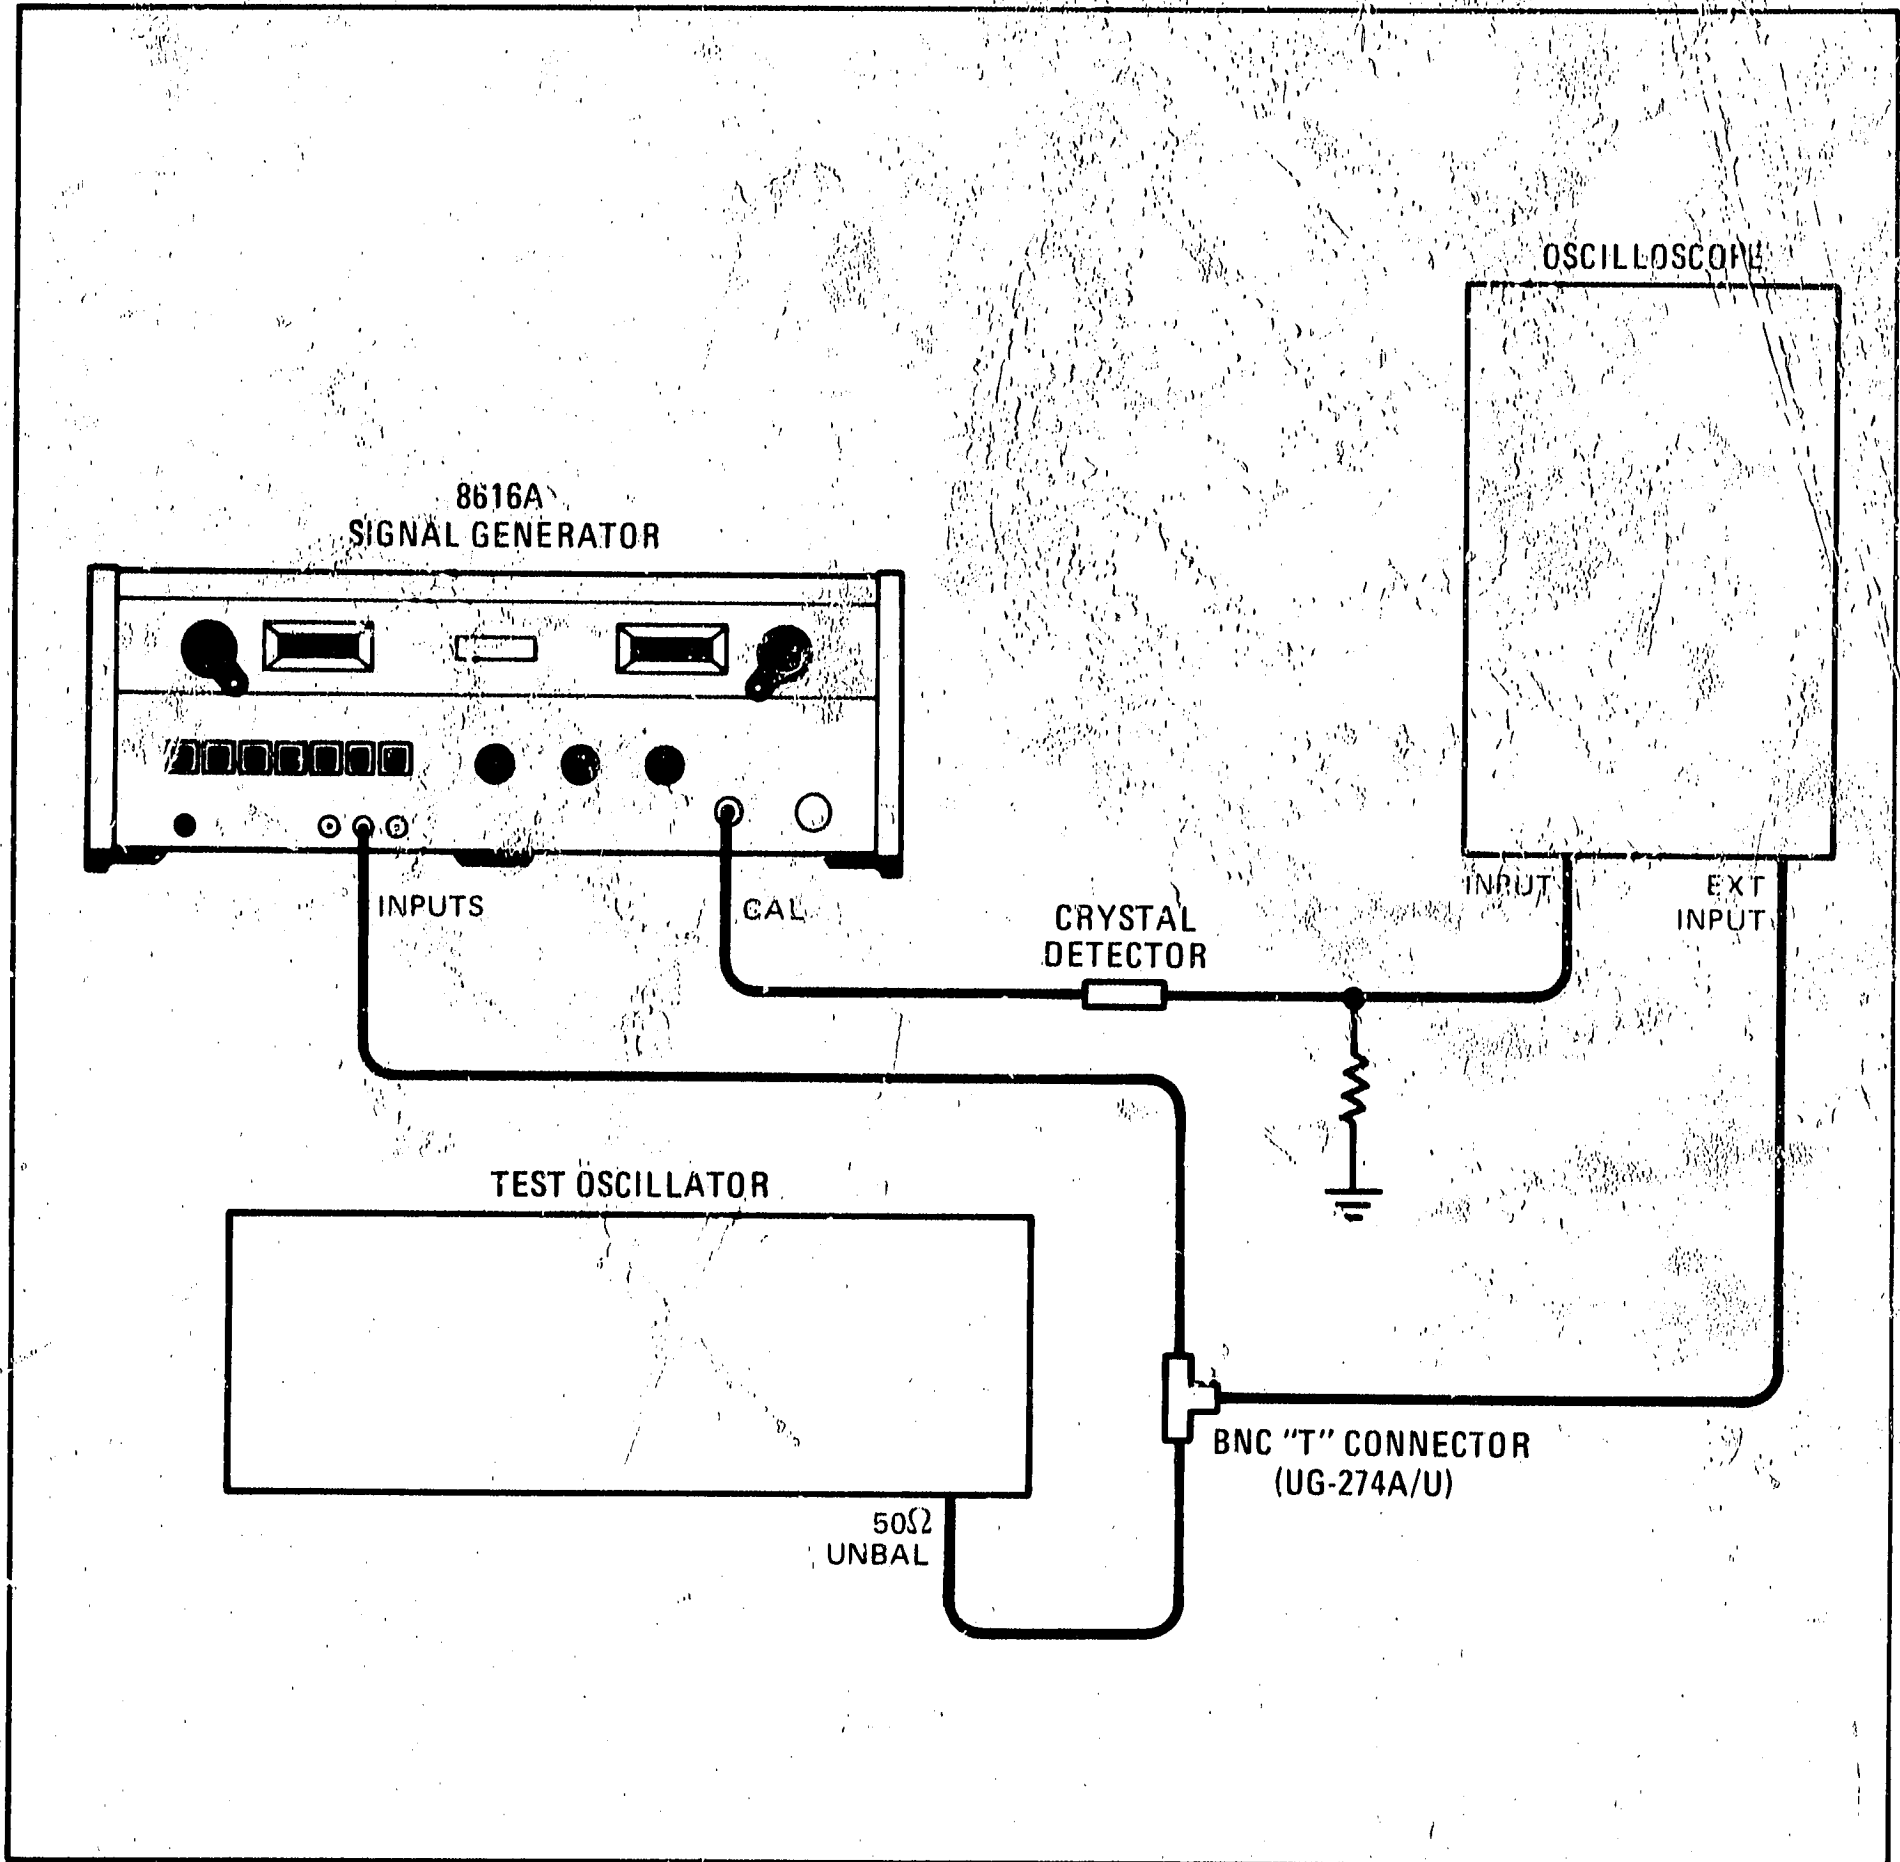 OSCILLOSCOPE
8616A
SIGNAL GENERATOR
INPUTS
CAL
CRYSTAL
DETECTOR
INPUT
EXT
INPUT
TEST OSCILLATOR
BNC "T" CONNECTOR
(UG-274A/U)
50Ω
UNBAL